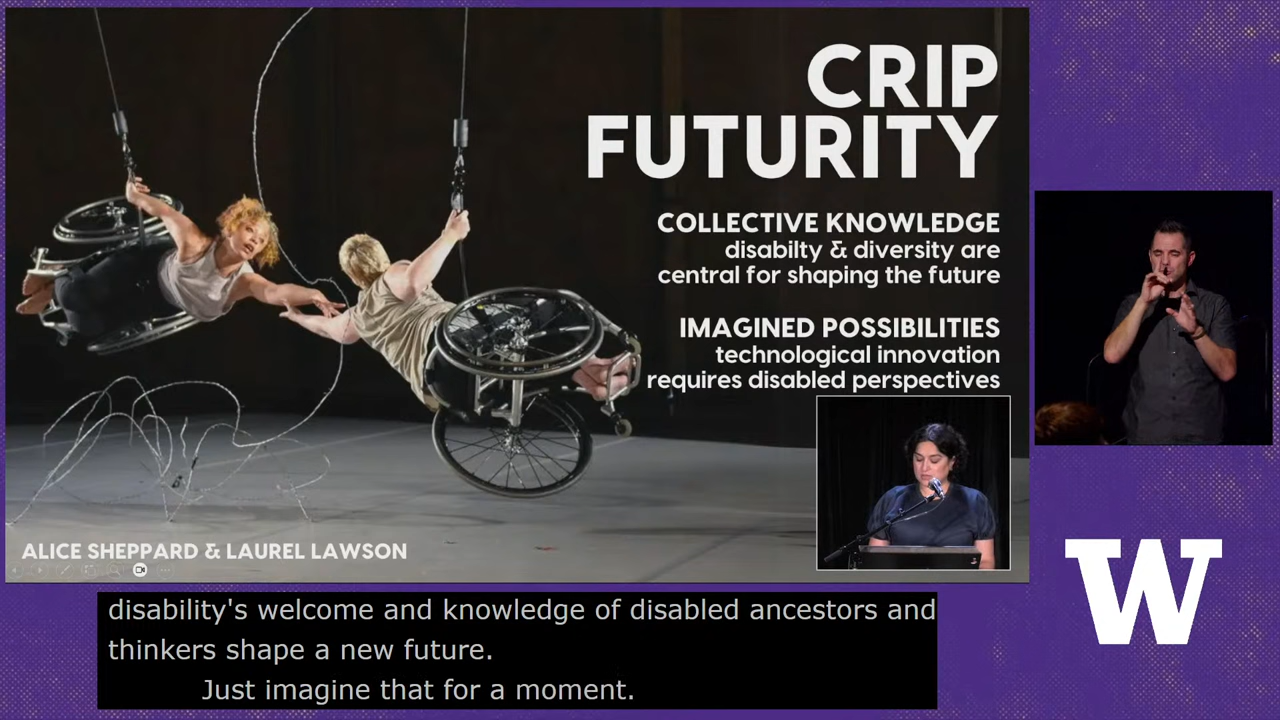 CRIP
FUTURITY
COLLECTIVE KNOWLEDGE
disabilty & diversity are
central for shaping the future
IMAGINED POSSIBILITIES
technological innovation
requires disabled perspectives
ALICE SHEPPARD & LAUREL LAWSON
W
disability's welcome and knowledge of disabled ancestors and
thinkers shape a new future.
Just imagine that for a moment.